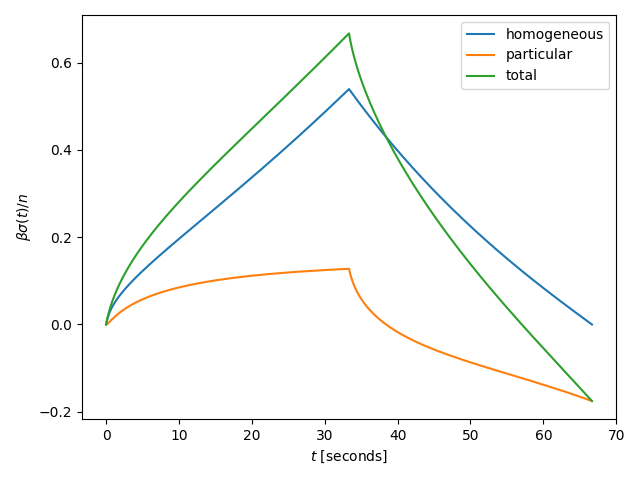 homogeneous
particular
total
0.6
0.4
0.2
0.0
−0.2
βσ(t)/n
0 10 20 30 40 50 60 70
t [seconds]